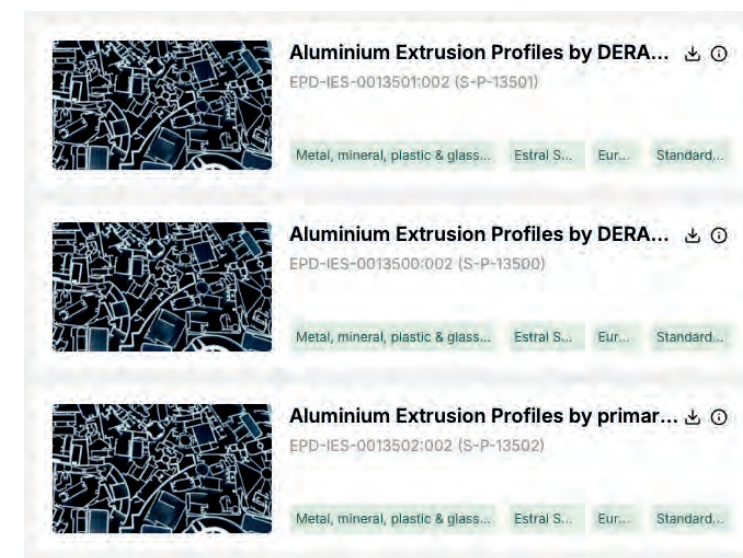 Aluminium Extrusion Profiles by DERA...
EPD-IES-0013501:002 (S-P-13501)
Metal, mineral, plastic & glass... Estral S... Eur... Standard...
Aluminium Extrusion Profiles by DERA...
EPD-IES-0013500:002 (S-P-13500)
Metal, mineral, plastic & glass... Estral S... Eur... Standard...
Aluminium Extrusion Profiles by primar...
EPD-IES-0013502:002 (S-P-13502)
Metal, mineral, plastic & glass... Estral S... Eur... Standard...